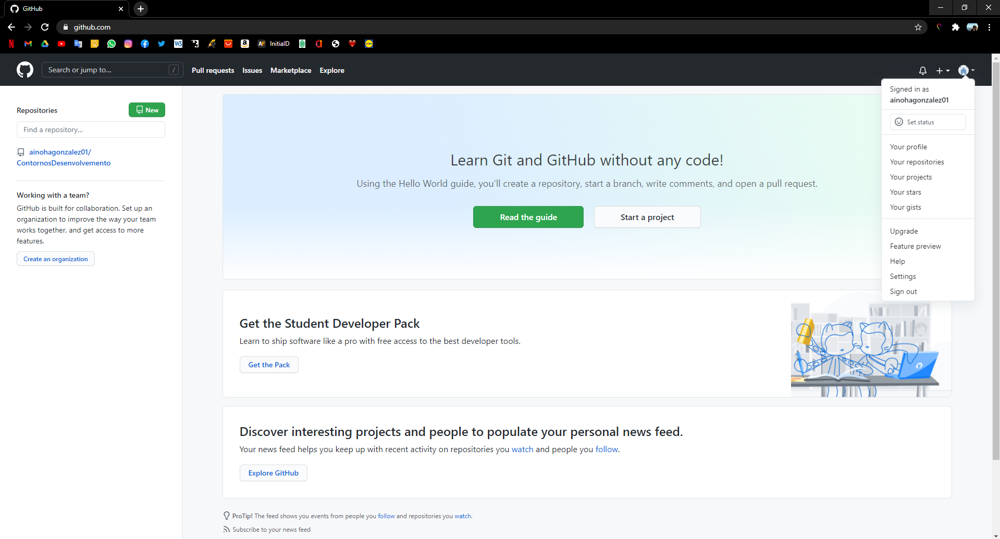 GitHub
github.com
W3
AF InitialD
Search or jump to... /
Pull requests Issues Marketplace Explore
Signed in as
ainohagonzalez01
Set status
Your profile
Your repositories
Your projects
Your stars
Your gists
Upgrade
Feature preview
Help
Settings
Sign out
Repositories
New
Find a repository...
ainohagonzalez01/
ContornosDesenvolvemento
Working with a team?
GitHub is built for collaboration. Set up an
organization to improve the way your team
works together, and get access to more
features.
Create an organization
Learn Git and GitHub without any code!
Using the Hello World guide, you’ll create a repository, start a branch, write comments, and open a pull request.
Read the guide
Start a project
Get the Student Developer Pack
Learn to ship software like a pro with free access to the best developer tools.
Get the Pack
Discover interesting projects and people to populate your personal news feed.
Your news feed helps you keep up with recent activity on repositories you watch and people you follow.
Explore GitHub
ProTip! The feed shows you events from people you follow and repositories you watch.
Subscribe to your news feed